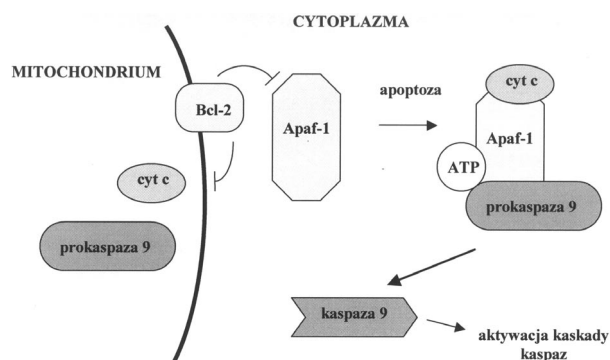 CYTOPLAZMA
MITOCHONDRIUM
Bcl-2
Apaf-1
apoptoza
cyt c
Apaf-1
ATP
prokaspaza 9
cyt c
prokaspaza 9
kaspaza 9
aktywacja kaskady
kaspaz